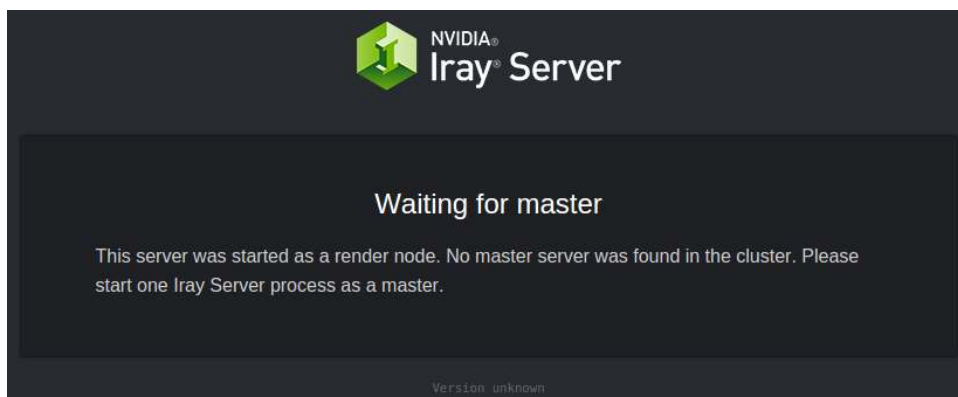 NVIDIA®
Iray® Server
Waiting for master
This server was started as a render node. No master server was found in the cluster. Please
start one Iray Server process as a master.
Version unknown